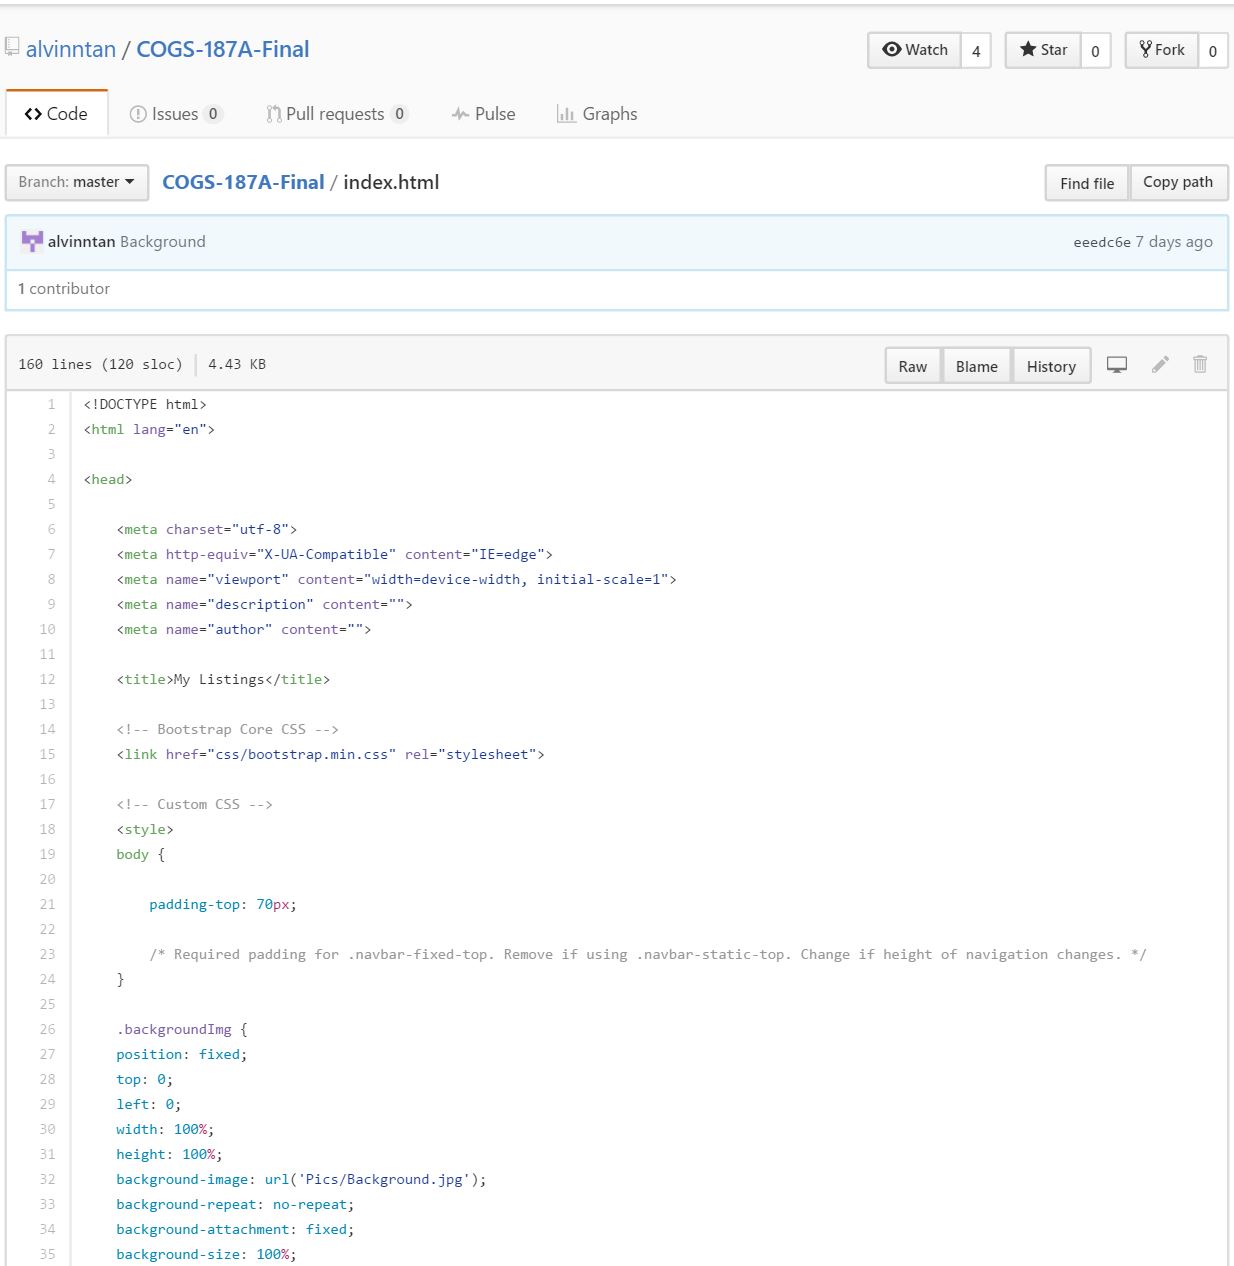 alvinntan / COGS-187A-Final Watch 4 Star 0 Fork 0
Code Issues 0 Pull requests 0 Pulse Graphs
Branch: master COGS-187A-Final / index.html Find file Copy path
alvinntan Background eeedc6e 7 days ago
1 contributor
160 lines (120 sloc) 4.43 KB Raw Blame History
1 <!DOCTYPE html>
2 <html lang="en">
3
4 <head>
5
6 <meta charset="utf-8">
7 <meta http-equiv="X-UA-Compatible" content="IE=edge">
8 <meta name="viewport" content="width=device-width, initial-scale=1">
9 <meta name="description" content="">
10 <meta name="author" content="">
11
12 <title>My Listings</title>
13
14 <!-- Bootstrap Core CSS -->
15 <link href="css/bootstrap.min.css" rel="stylesheet">
16
17 <!-- Custom CSS -->
18 <style>
19 body {
20
21 padding-top: 70px;
22
23 /* Required padding for .navbar-fixed-top. Remove if using .navbar-static-top. Change if height of navigation changes. */
24 }
25
26 .backgroundImg {
27 position: fixed;
28 top: 0;
29 left: 0;
30 width: 100%;
31 height: 100%;
32 background-image: url('Pics/Background.jpg');
33 background-repeat: no-repeat;
34 background-attachment: fixed;
35 background-size: 100%;